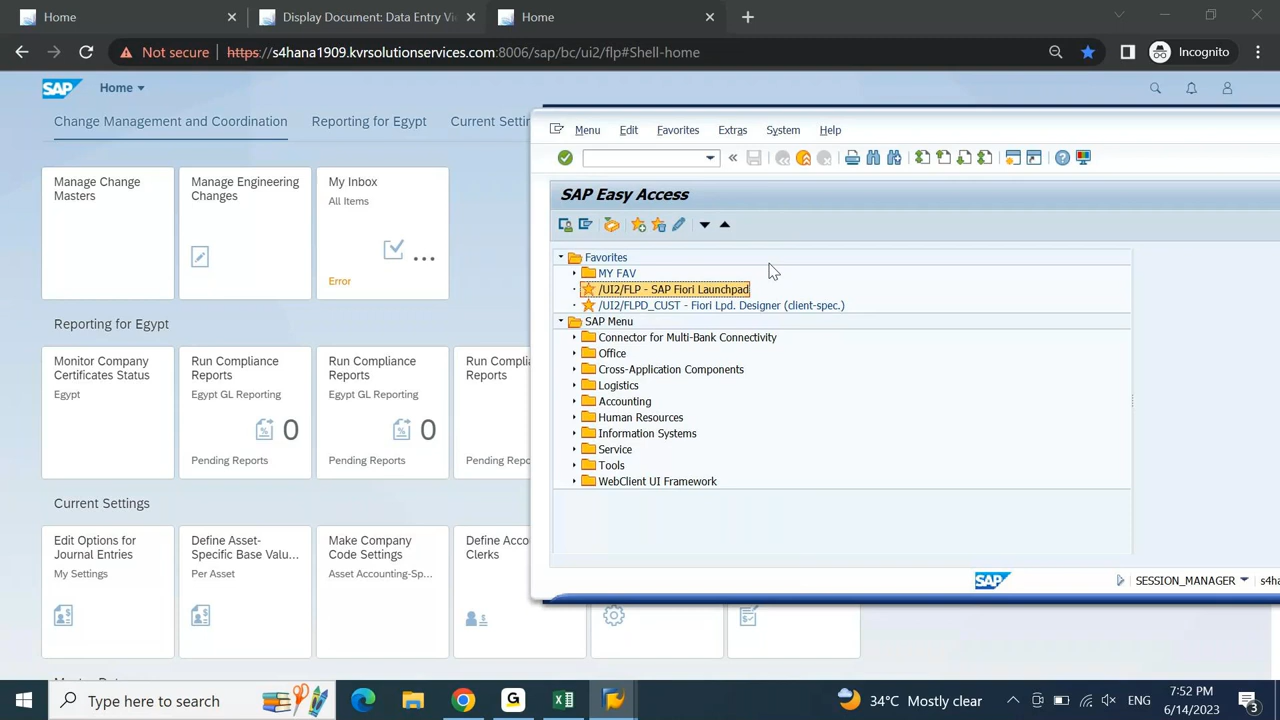 Home
Display Document: Data Entry Vi
Home
Not secure
https://s4hana1909.kvrsolutionservices.com:8006/sap/bc/ui2/flp#Shell-home
Incognito
SAP
Home
Change Management and Coordination
Reporting for Egypt
Current Settin
Manage Change
Masters
Manage Engineering
Changes
My Inbox
All Items
Error
Reporting for Egypt
Monitor Company
Certificates Status
Egypt
Run Compliance
Reports
Egypt GL Reporting
0
Pending Reports
Run Compliance
Reports
Egypt GL Reporting
0
Pending Reports
Run Compli
Reports
Egypt GL Rep
Pending Repo
Current Settings
Edit Options for
Journal Entries
My Settings
Define Asset-
Specific Base Valu...
Per Asset
Make Company
Code Settings
Asset Accounting-Sp...
Define Acco
Clerks
Menu
Edit
Favorites
Extras
System
Help
SAP Easy Access
Favorites
MY FAV
/UI2/FLP - SAP Fiori Launchpad
/UI2/FLPD_CUST - Fiori Lpd. Designer (client-spec.)
SAP Menu
Connector for Multi-Bank Connectivity
Office
Cross-Application Components
Logistics
Accounting
Human Resources
Information Systems
Service
Tools
WebClient UI Framework
SAP
SESSION_MANAGER
s4ha
Type here to search
34°C Mostly clear
ENG
7:52 PM
6/14/2023
3